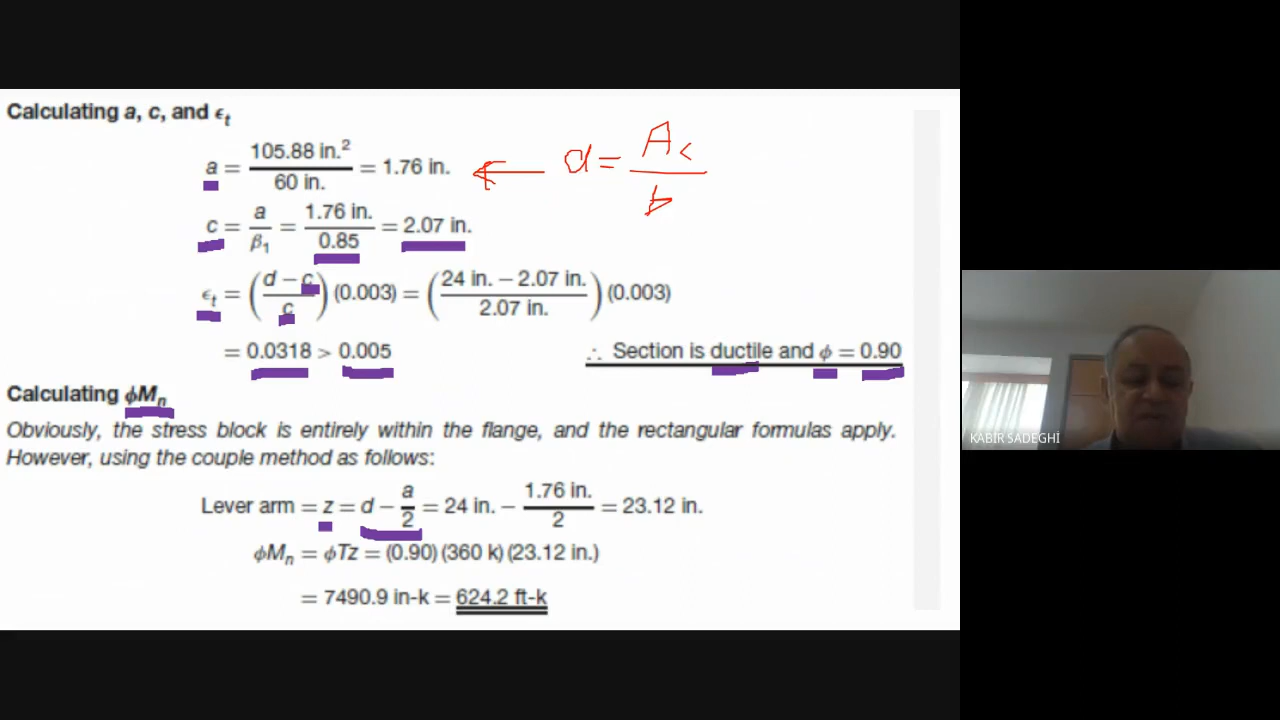 Calculating a, c, and ϵt
a = 105.88 in.² / 60 in. = 1.76 in.
a = Ac / b
c = a / β1 = 1.76 in. / 0.85 = 2.07 in.
ϵt = ((d − c) / c) (0.003) = ((24 in. − 2.07 in.) / 2.07 in.) (0.003)
= 0.0318 > 0.005 ∴ Section is ductile and ϕ = 0.90
Calculating ϕMn
Obviously, the stress block is entirely within the flange, and the rectangular formulas apply.
However, using the couple method as follows:
Lever arm = z = d − a / 2 = 24 in. − 1.76 in. / 2 = 23.12 in.
ϕMn = ϕTz = (0.90) (360 k) (23.12 in.)
= 7490.9 in-k = 624.2 ft-k
KABIR SADEGHİ